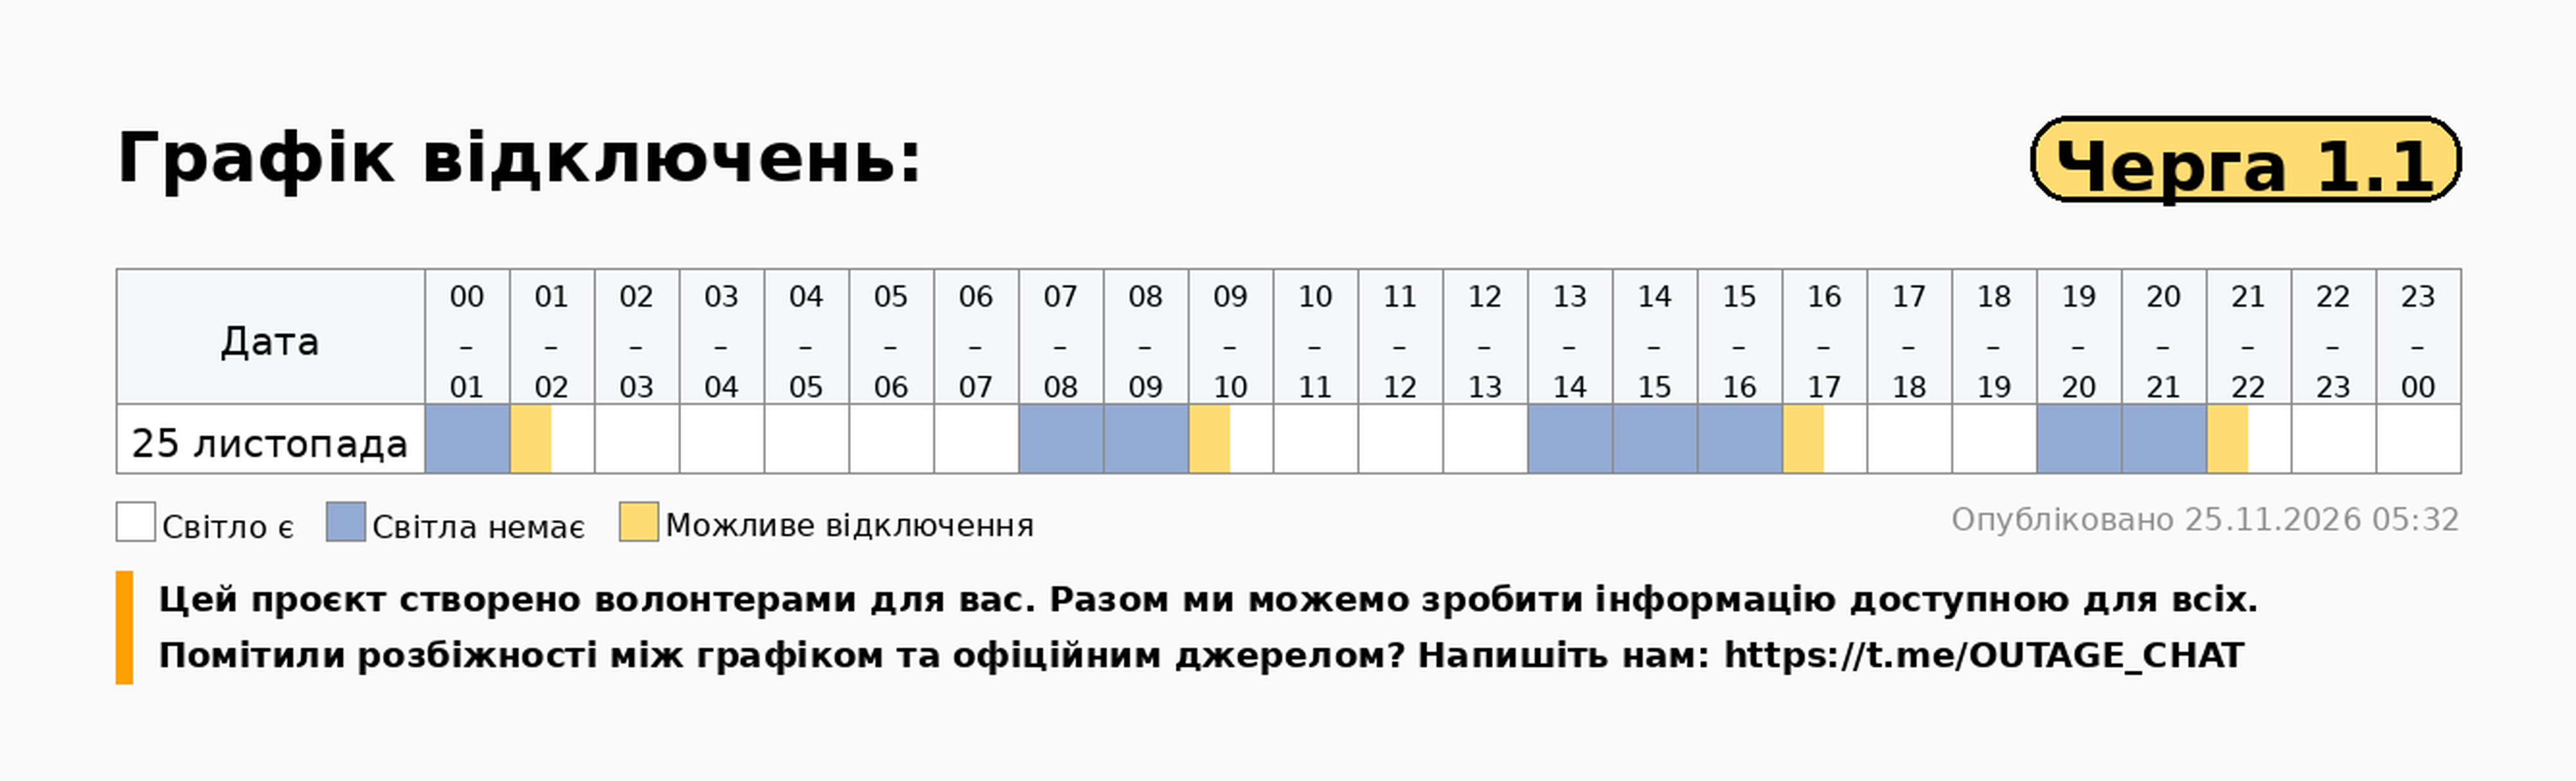 Графік відключень:
Черга 1.1
Дата
00 – 01
01 – 02
02 – 03
03 – 04
04 – 05
05 – 06
06 – 07
07 – 08
08 – 09
09 – 10
10 – 11
11 – 12
12 – 13
13 – 14
14 – 15
15 – 16
16 – 17
17 – 18
18 – 19
19 – 20
20 – 21
21 – 22
22 – 23
23 – 00
25 листопада
Світло є
Світла немає
Можливе відключення
Опубліковано 25.11.2026 05:32
Цей проєкт створено волонтерами для вас. Разом ми можемо зробити інформацію доступною для всіх.
Помітили розбіжності між графіком та офіційним джерелом? Напишіть нам: https://t.me/OUTAGE_CHAT